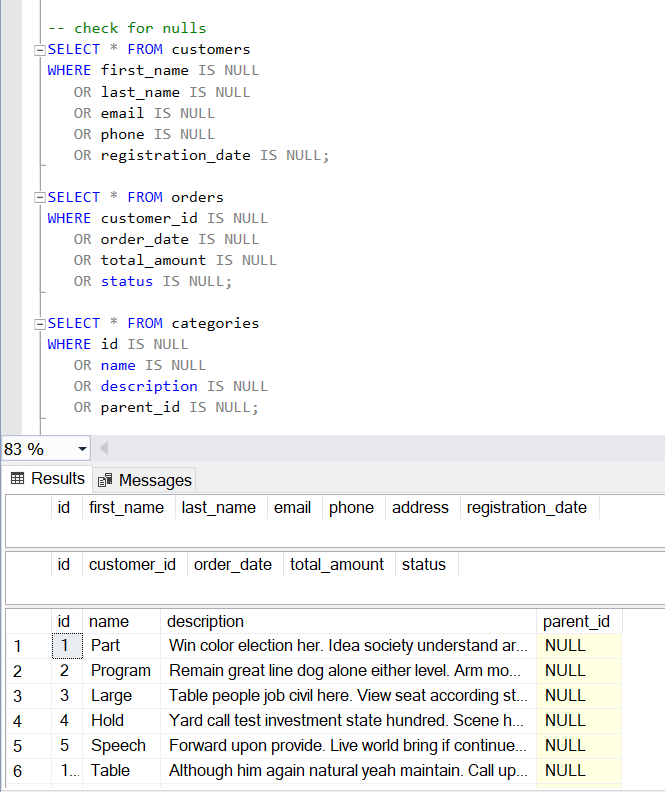 -- check for nulls
SELECT * FROM customers
WHERE first_name IS NULL
OR last_name IS NULL
OR email IS NULL
OR phone IS NULL
OR registration_date IS NULL;
SELECT * FROM orders
WHERE customer_id IS NULL
OR order_date IS NULL
OR total_amount IS NULL
OR status IS NULL;
SELECT * FROM categories
WHERE id IS NULL
OR name IS NULL
OR description IS NULL
OR parent_id IS NULL;
83 %
Results Messages
id first_name last_name email phone address registration_date
id customer_id order_date total_amount status
id name description parent_id
1 1 Part Win color election her. Idea society understand ar... NULL
2 2 Program Remain great line dog alone either level. Arm mo... NULL
3 3 Large Table people job civil here. View seat according st... NULL
4 4 Hold Yard call test investment state hundred. Scene h... NULL
5 5 Speech Forward upon provide. Live world bring if continue... NULL
6 1... Table Although him again natural yeah maintain. Call up... NULL